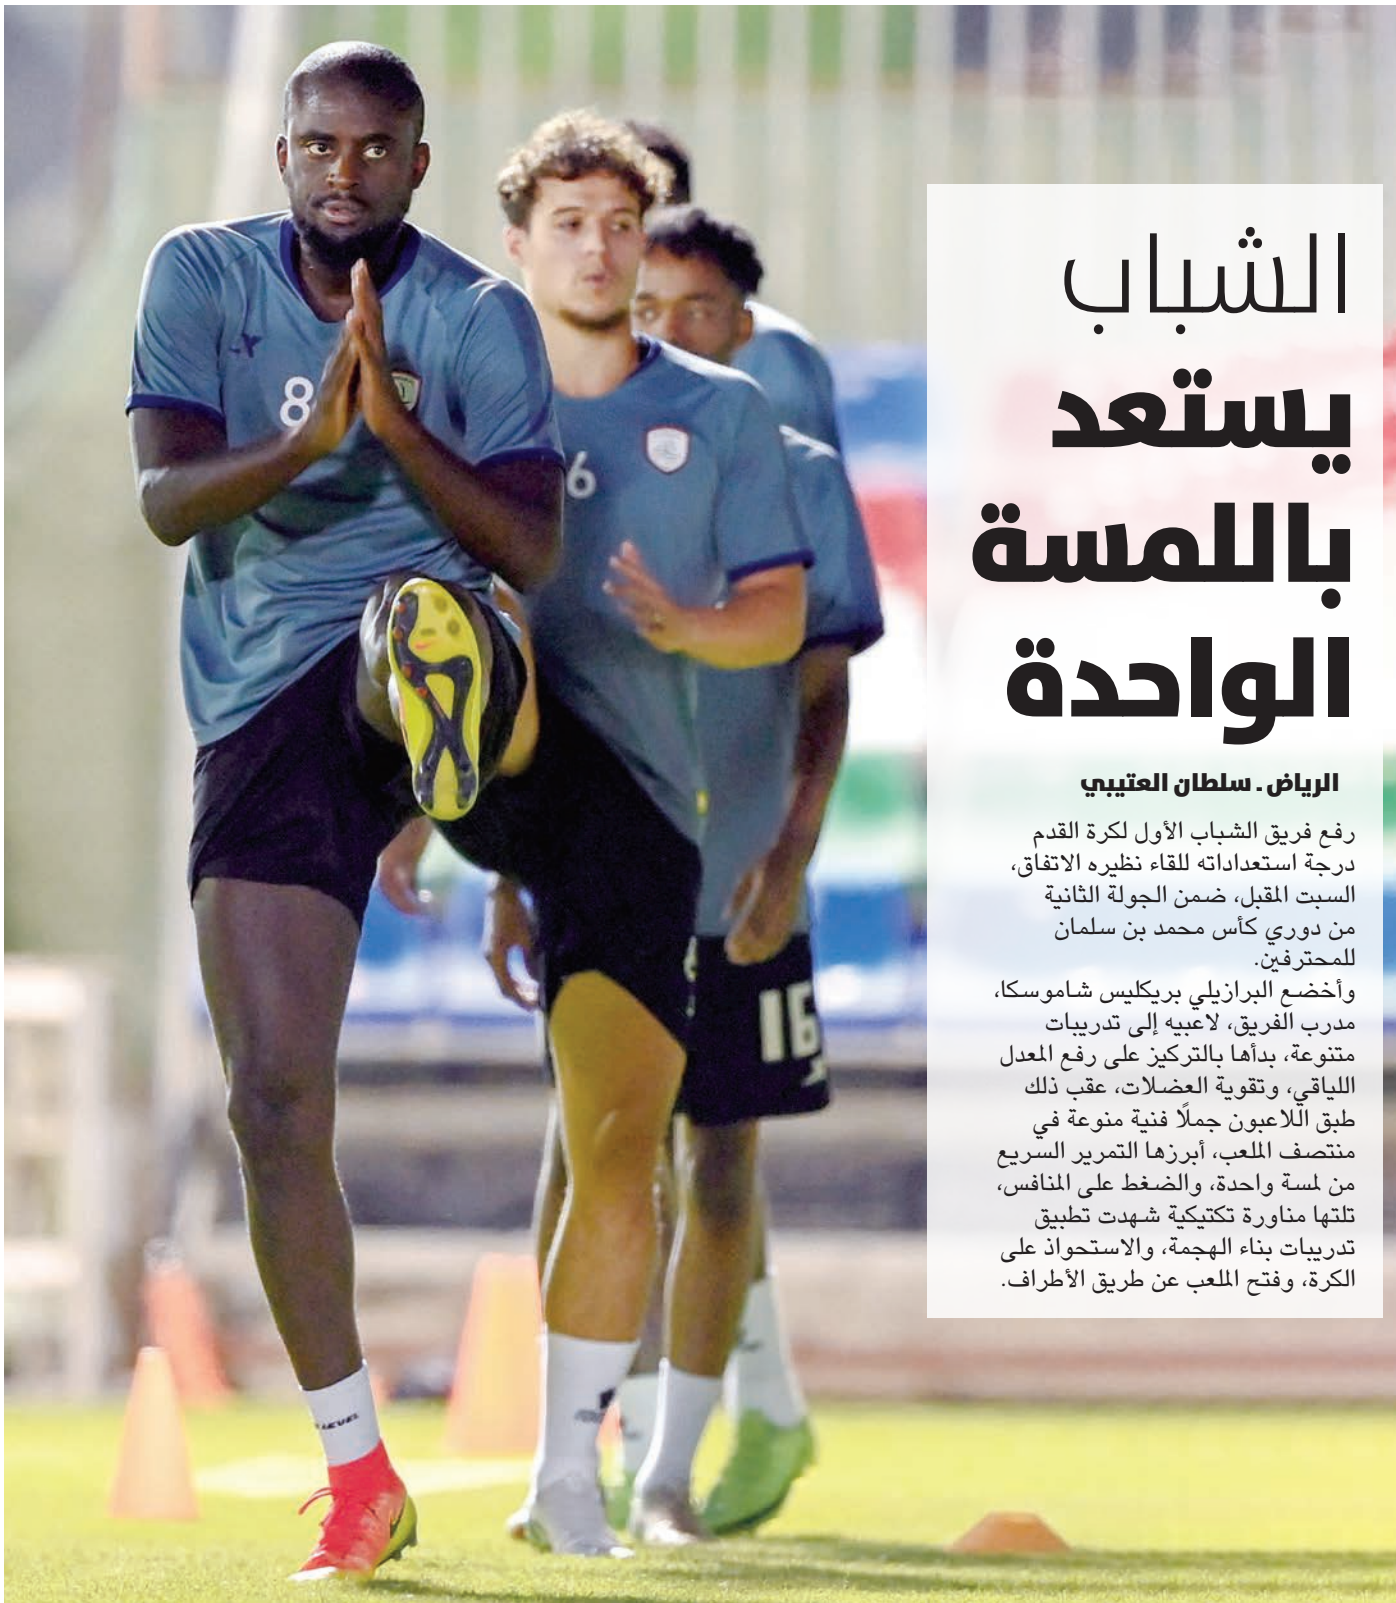 الشباب
يستعد
باللمسة
الواحدة
الرياض. سلطان العتيبي
رفع فريق الشباب الأول لكرة القدم
درجة استعداداته للقاء نظيره الاتفاق،
السبت المقبل، ضمن الجولة الثانية
من دوري كأس محمد بن سلمان
للمحترفين.
وأخضع البرازيلي بريكليس شاموسكا،
مدرب الفريق، لاعبيه إلى تدريبات
متنوعة، بدأها بالتركيز على رفع المعدل
اللياقي، وتقوية العضلات، عقب ذلك
طبق اللاعبون جملًا فنية منوعة في
منتصف الملعب، أبرزها التمرير السريع
من لمسة واحدة، والضغط على المنافس،
تلتها مناورة تكتيكية شهدت تطبيق
تدريبات بناء الهجمة، والاستحواذ على
الكرة، وفتح الملعب عن طريق الأطراف.
8
6
16